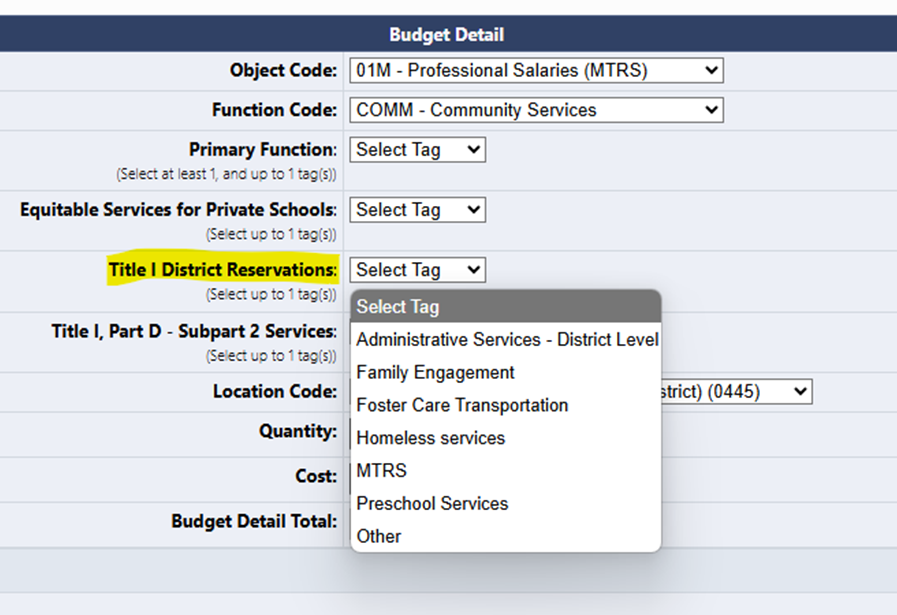 Budget Detail
Object Code: 01M - Professional Salaries (MTRS)
Function Code: COMM - Community Services
Primary Function: Select Tag
(Select at least 1, and up to 1 tag(s))
Equitable Services for Private Schools: Select Tag
(Select up to 1 tag(s))
Title I District Reservations: Select Tag
(Select up to 1 tag(s))
Select Tag
Administrative Services - District Level
Family Engagement
Foster Care Transportation
Homeless services
MTRS
Preschool Services
Other
Title I, Part D - Subpart 2 Services:
(Select up to 1 tag(s))
Location Code: strict) (0445)
Quantity:
Cost:
Budget Detail Total: